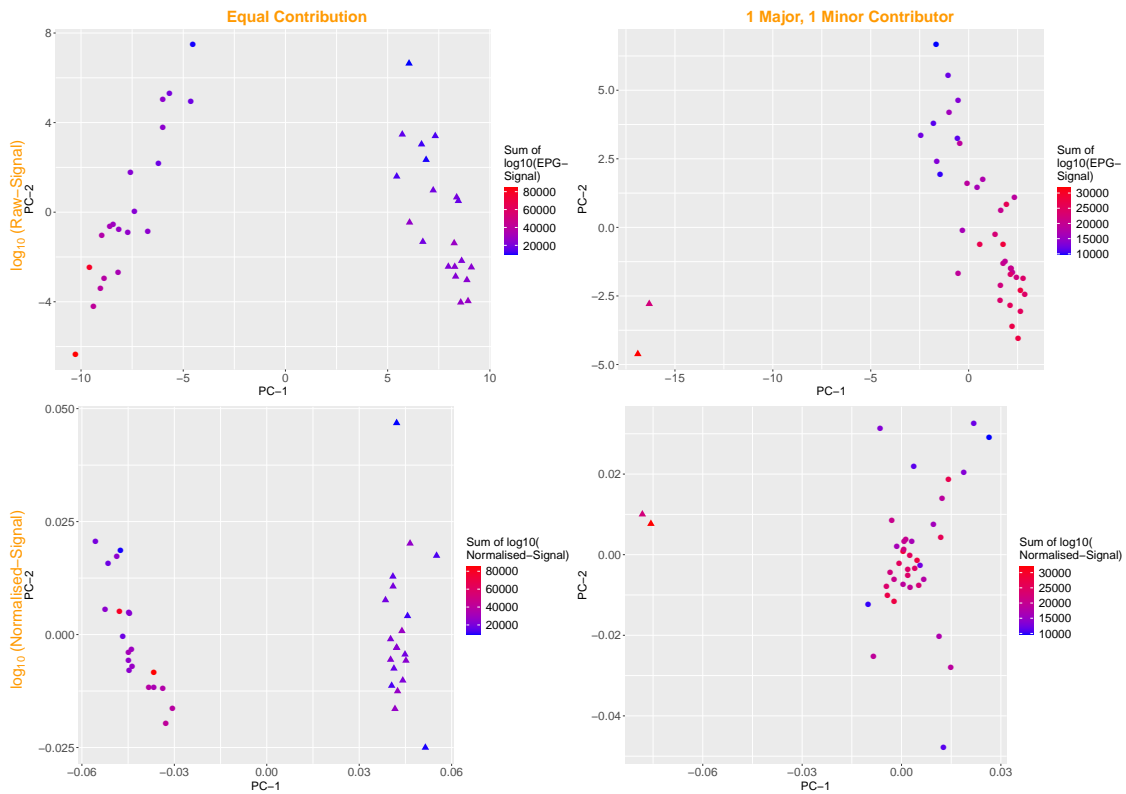 Equal Contribution
1 Major, 1 Minor Contributor
log10 (Raw−Signal)
PC−2
8
4
0
−4
−10
−5
0
5
10
PC−1
Sum of
log10(EPG−
Signal)
80000
60000
40000
20000
PC−2
5.0
2.5
0.0
−2.5
−5.0
−15
−10
−5
0
PC−1
Sum of
log10(EPG−
Signal)
30000
25000
20000
15000
10000
log10 (Normalised−Signal)
PC−2
0.050
0.025
0.000
−0.025
−0.06
−0.03
0.00
0.03
0.06
PC−1
Sum of log10(
Normalised−Signal)
80000
60000
40000
20000
PC−2
0.02
0.00
−0.02
−0.04
−0.06
−0.03
0.00
0.03
PC−1
Sum of log10(
Normalised−Signal)
30000
25000
20000
15000
10000